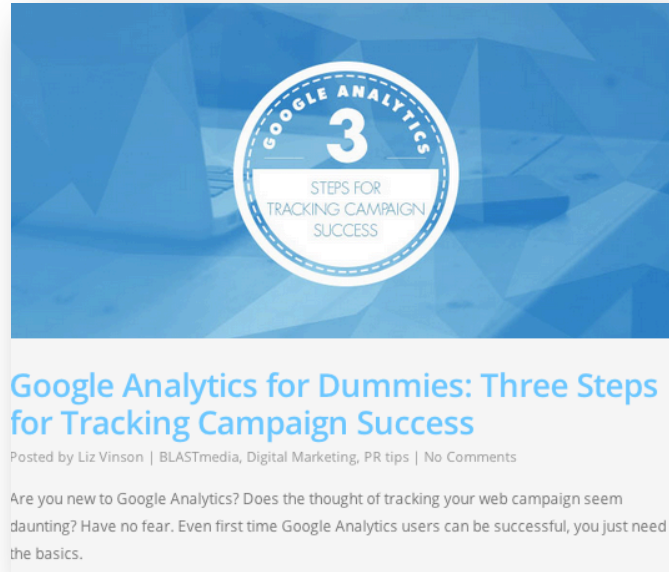 GOOGLE ANALYTICS
3
STEPS FOR
TRACKING CAMPAIGN
SUCCESS
Google Analytics for Dummies: Three Steps
for Tracking Campaign Success
Posted by Liz Vinson | BLASTmedia, Digital Marketing, PR tips | No Comments
Are you new to Google Analytics? Does the thought of tracking your web campaign seem
daunting? Have no fear. Even first time Google Analytics users can be successful, you just need
the basics.